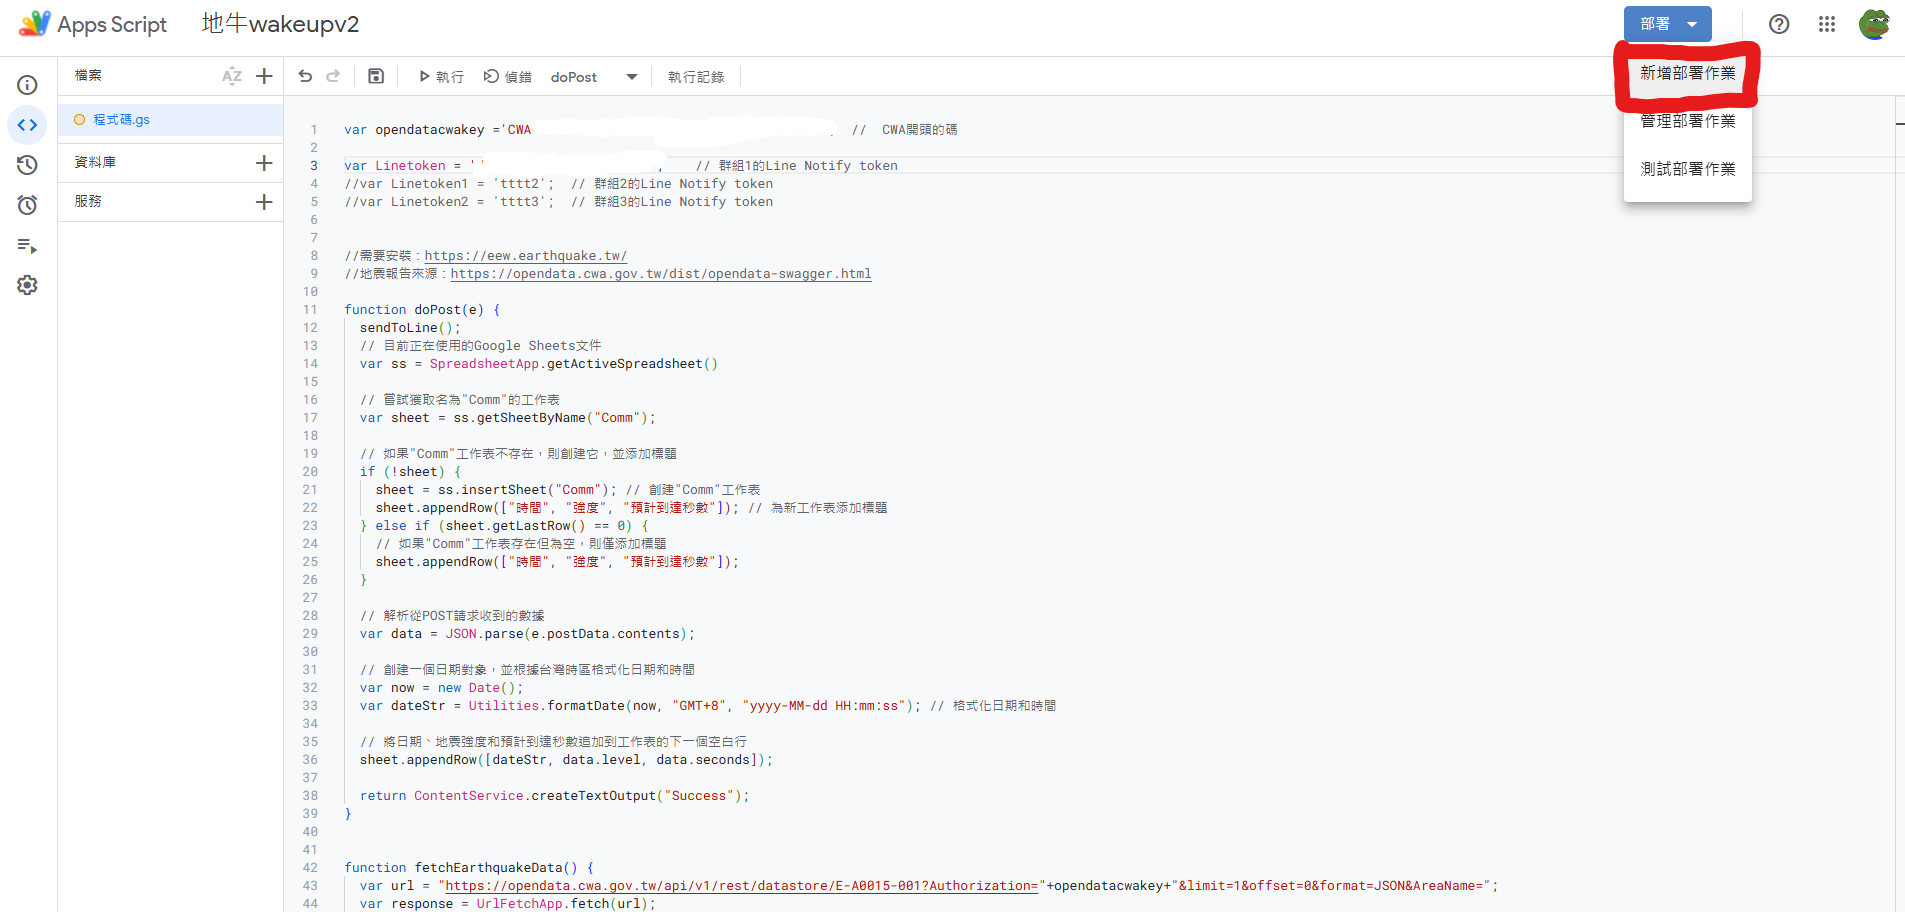 Apps Script 地牛wakeupv2 部署
檔案 AZ
執行 偵錯 doPost 執行記錄
新增部署作業
管理部署作業
測試部署作業
程式碼.gs
資料庫
服務
1 var opendatacwakey ='CWA // CWA開頭的碼
2
3 var Linetoken = ' ; // 群組1的Line Notify token
4 //var Linetoken1 = 'tttt2'; // 群組2的Line Notify token
5 //var Linetoken2 = 'tttt3'; // 群組3的Line Notify token
6
7
8 //需要安裝：https://eew.earthquake.tw/
9 //地震報告來源：https://opendata.cwa.gov.tw/dist/opendata-swagger.html
10
11 function doPost(e) {
12 sendToLine();
13 // 目前正在使用的Google Sheets文件
14 var ss = SpreadsheetApp.getActiveSpreadsheet()
15
16 // 嘗試獲取名為"Comm"的工作表
17 var sheet = ss.getSheetByName("Comm");
18
19 // 如果"Comm"工作表不存在，則創建它，並添加標題
20 if (!sheet) {
21 sheet = ss.insertSheet("Comm"); // 創建"Comm"工作表
22 sheet.appendRow(["時間", "強度", "預計到達秒數"]); // 為新工作表添加標題
23 } else if (sheet.getLastRow() == 0) {
24 // 如果"Comm"工作表存在但為空，則僅添加標題
25 sheet.appendRow(["時間", "強度", "預計到達秒數"]);
26 }
27
28 // 解析從POST請求收到的數據
29 var data = JSON.parse(e.postData.contents);
30
31 // 創建一個日期對象，並根據台灣時區格式化日期和時間
32 var now = new Date();
33 var dateStr = Utilities.formatDate(now, "GMT+8", "yyyy-MM-dd HH:mm:ss"); // 格式化日期和時間
34
35 // 將日期、地震強度和預計到達秒數追加到工作表的下一個空白行
36 sheet.appendRow([dateStr, data.level, data.seconds]);
37
38 return ContentService.createTextOutput("Success");
39 }
40
41
42 function fetchEarthquakeData() {
43 var url = "https://opendata.cwa.gov.tw/api/v1/rest/datastore/E-A0015-001?Authorization="+opendatacwakey+"&limit=1&offset=0&format=JSON&AreaName=";
44 var response = UrlFetchApp.fetch(url);